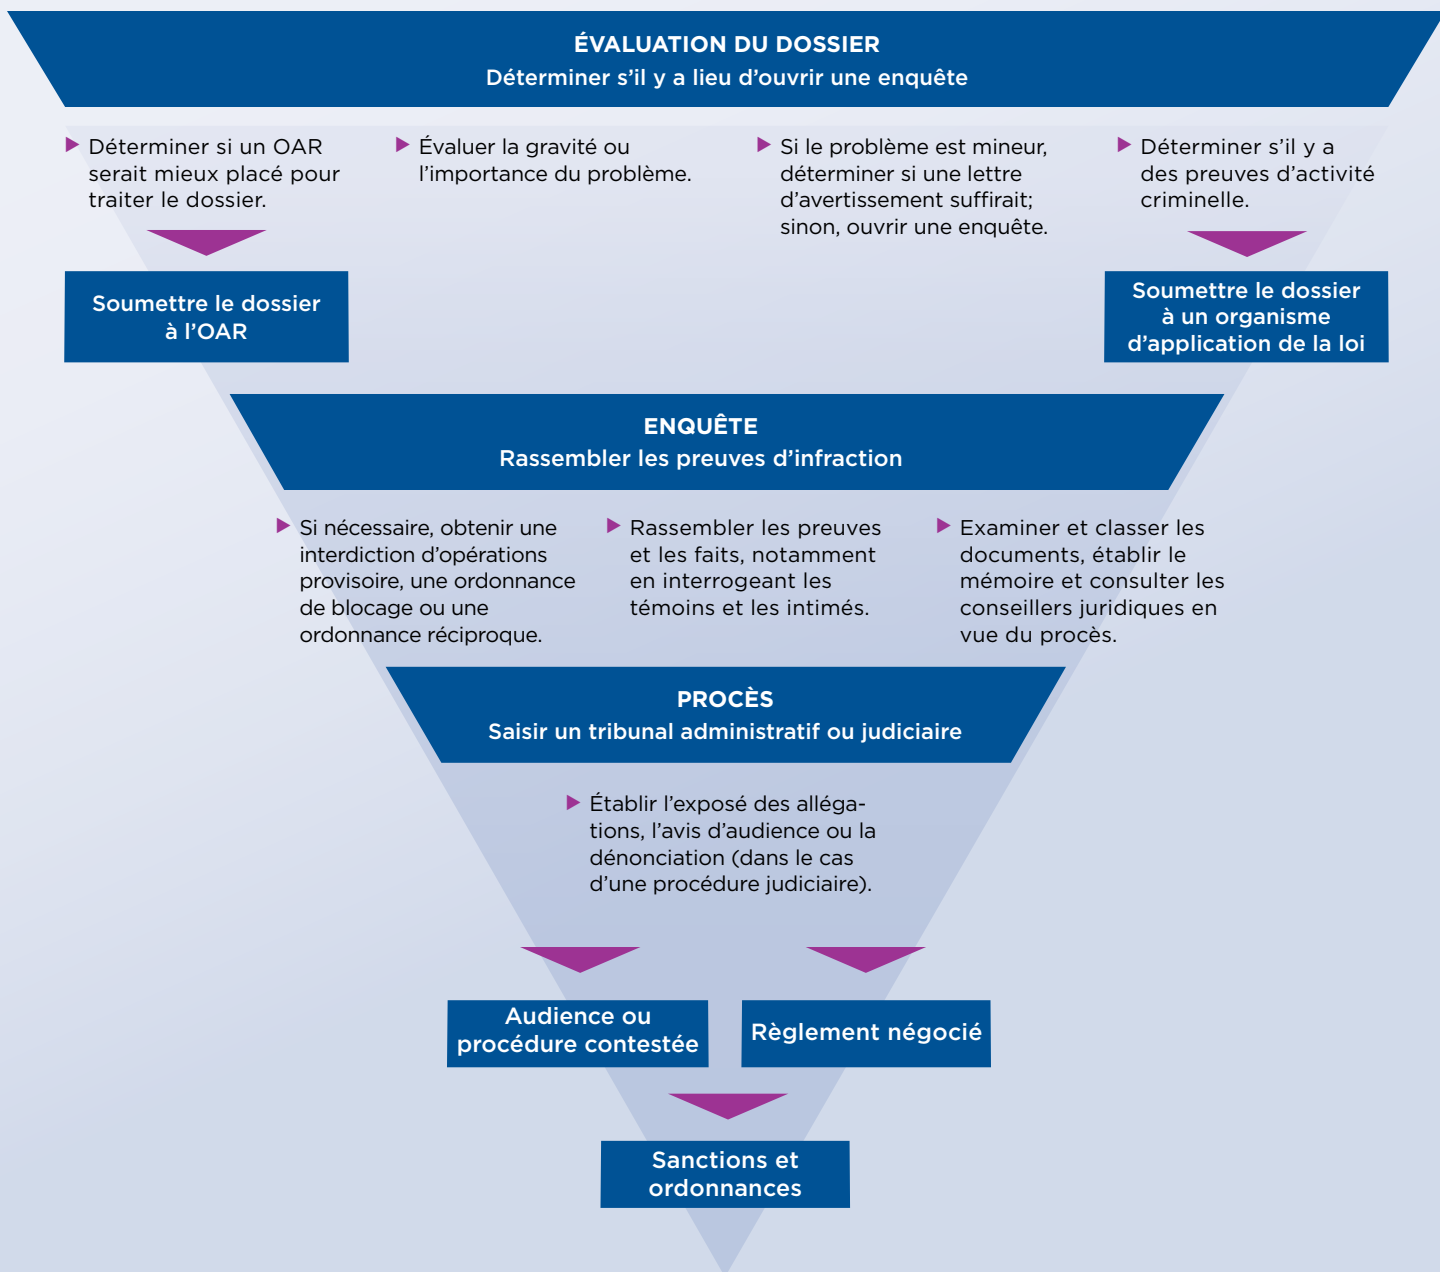 ÉVALUATION DU DOSSIER
Déterminer s’il y a lieu d’ouvrir une enquête
Déterminer si un OAR
serait mieux placé pour
traiter le dossier.
Évaluer la gravité ou
l’importance du problème.
Si le problème est mineur,
déterminer si une lettre
d’avertissement suffirait;
sinon, ouvrir une enquête.
Déterminer s’il y a
des preuves d’activité
criminelle.
Soumettre le dossier
à l’OAR
Soumettre le dossier
à un organisme
d’application de la loi
ENQUÊTE
Rassembler les preuves d’infraction
Si nécessaire, obtenir une
interdiction d’opérations
provisoire, une ordonnance
de blocage ou une
ordonnance réciproque.
Rassembler les preuves
et les faits, notamment
en interrogeant les
témoins et les intimés.
Examiner et classer les
documents, établir le
mémoire et consulter les
conseillers juridiques en
vue du procès.
PROCÈS
Saisir un tribunal administratif ou judiciaire
Établir l’exposé des alléga-
tions, l’avis d’audience ou la
dénonciation (dans le cas
d’une procédure judiciaire).
Audience ou
procédure contestée
Règlement négocié
Sanctions et
ordonnances